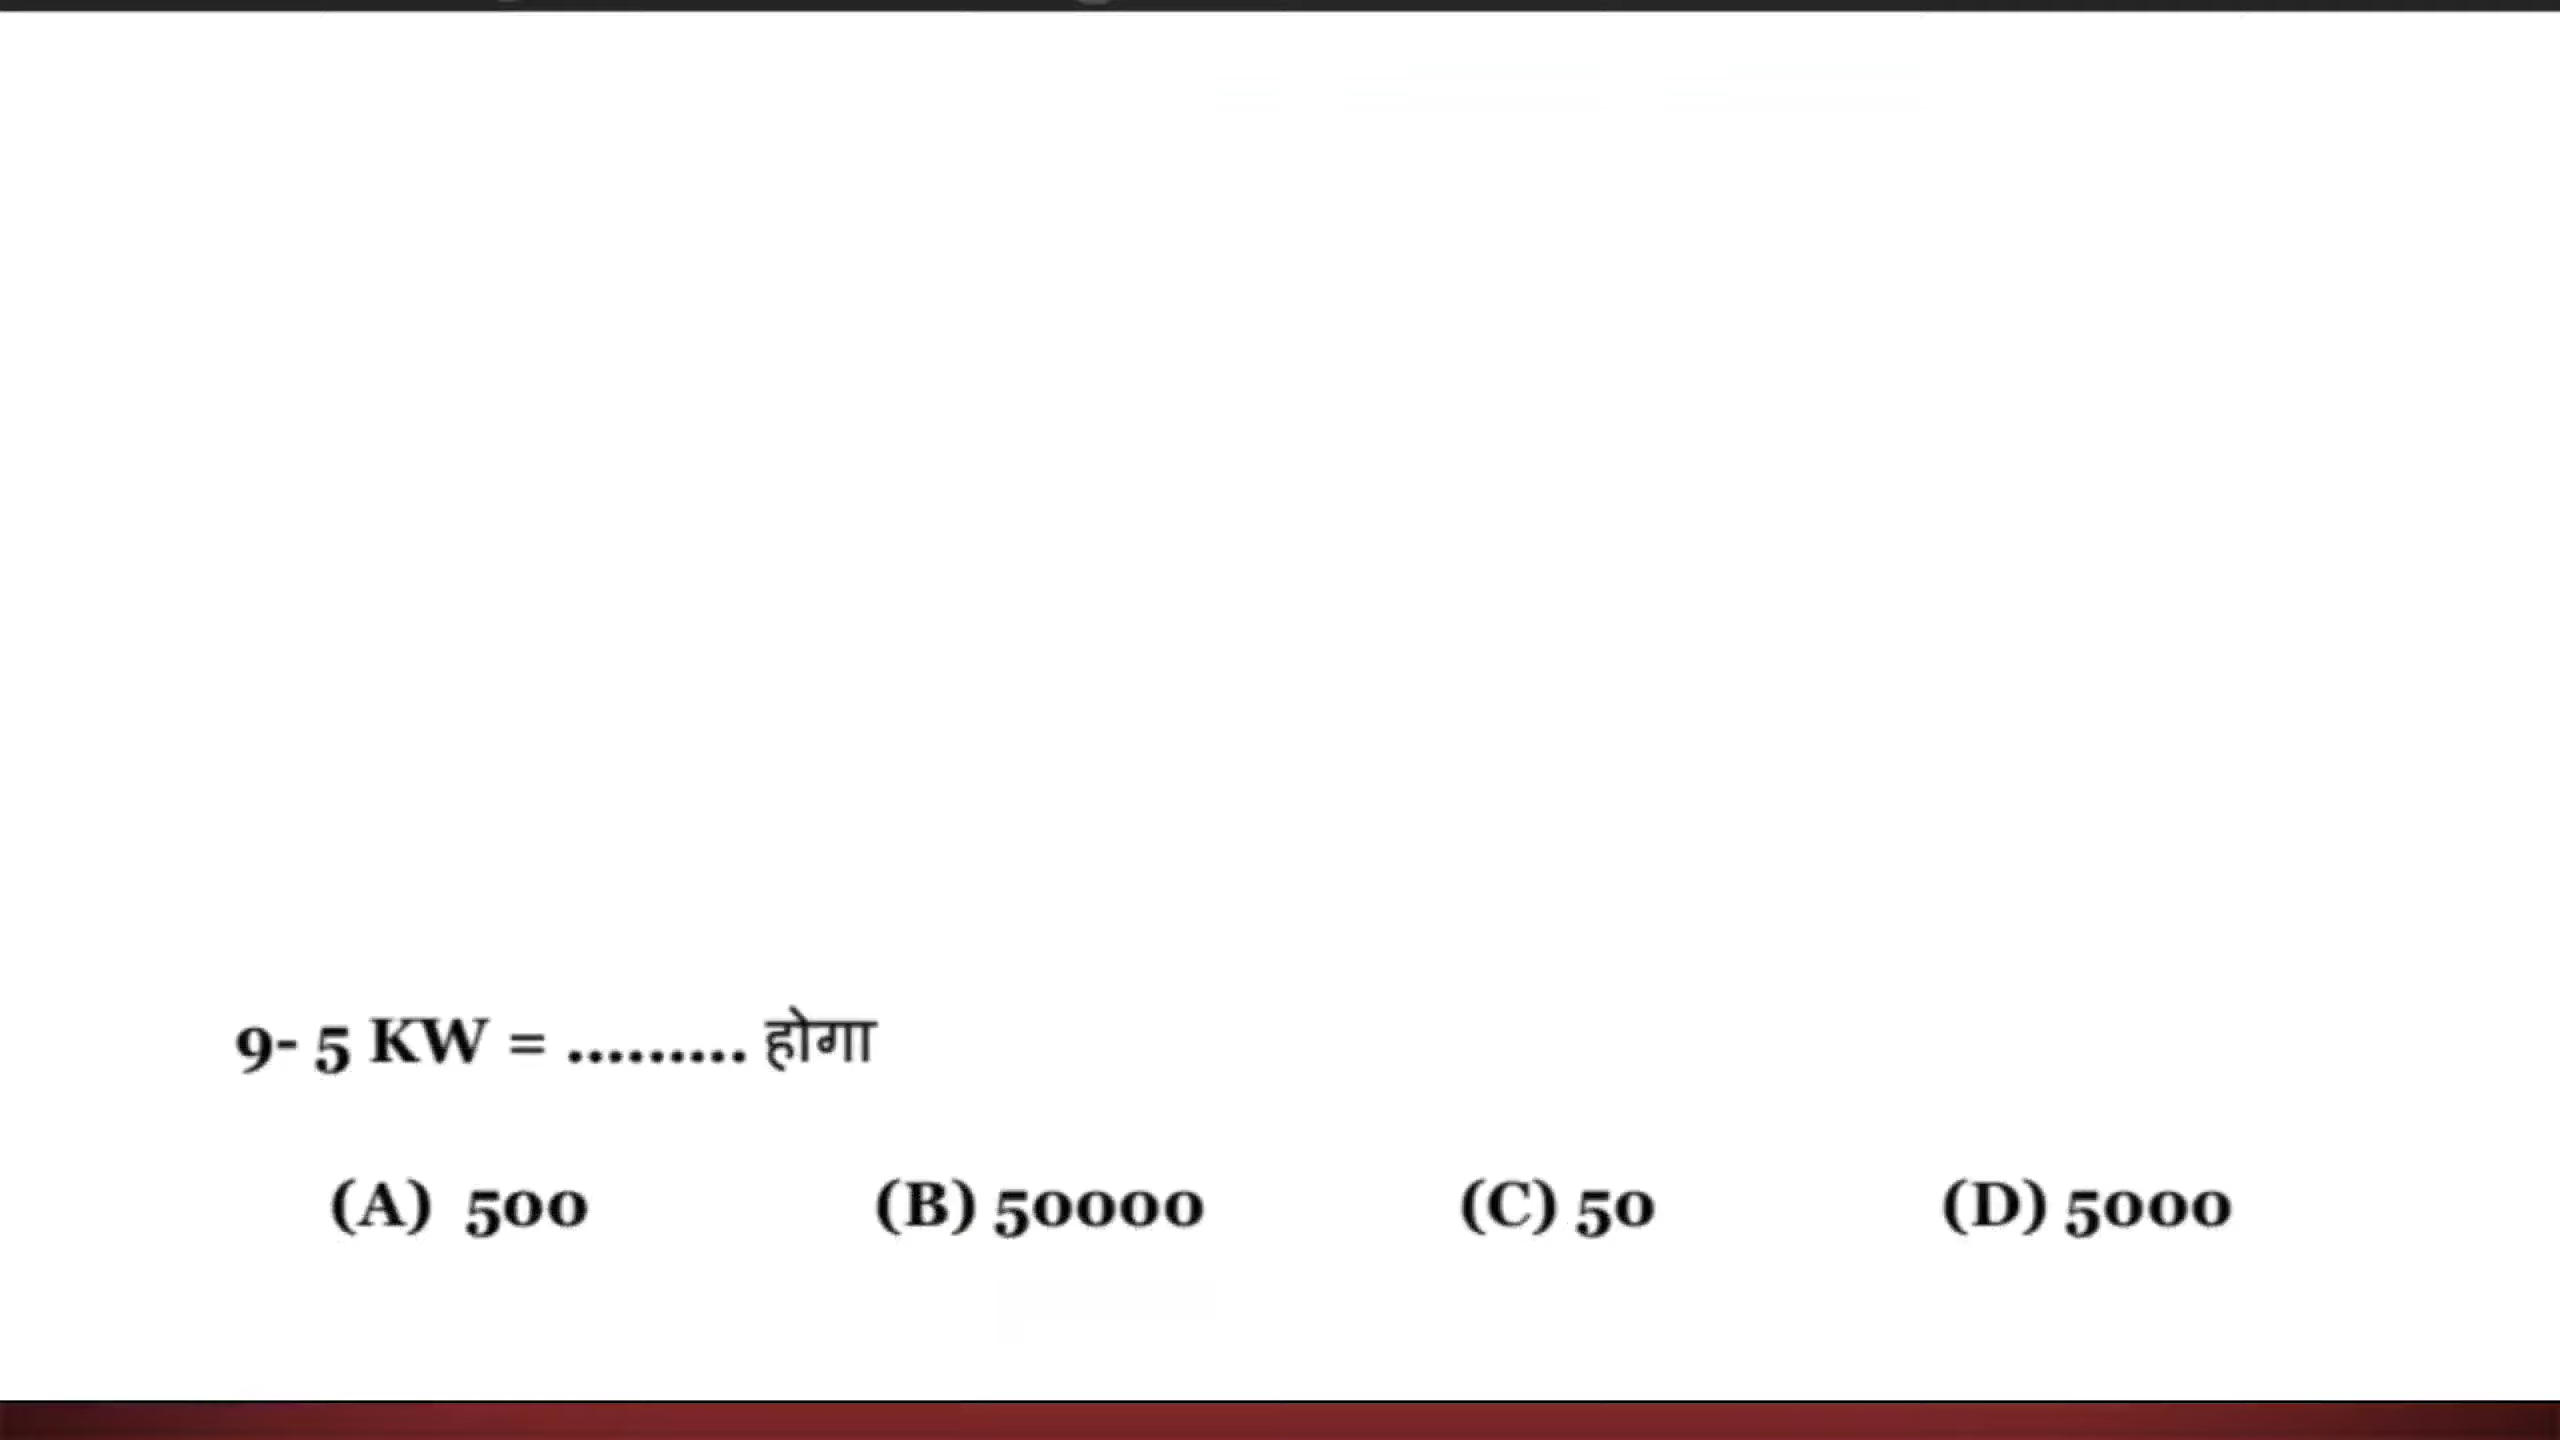 9- 5 KW = ......... होगा
(A) 500 (B) 50000 (C) 50 (D) 5000